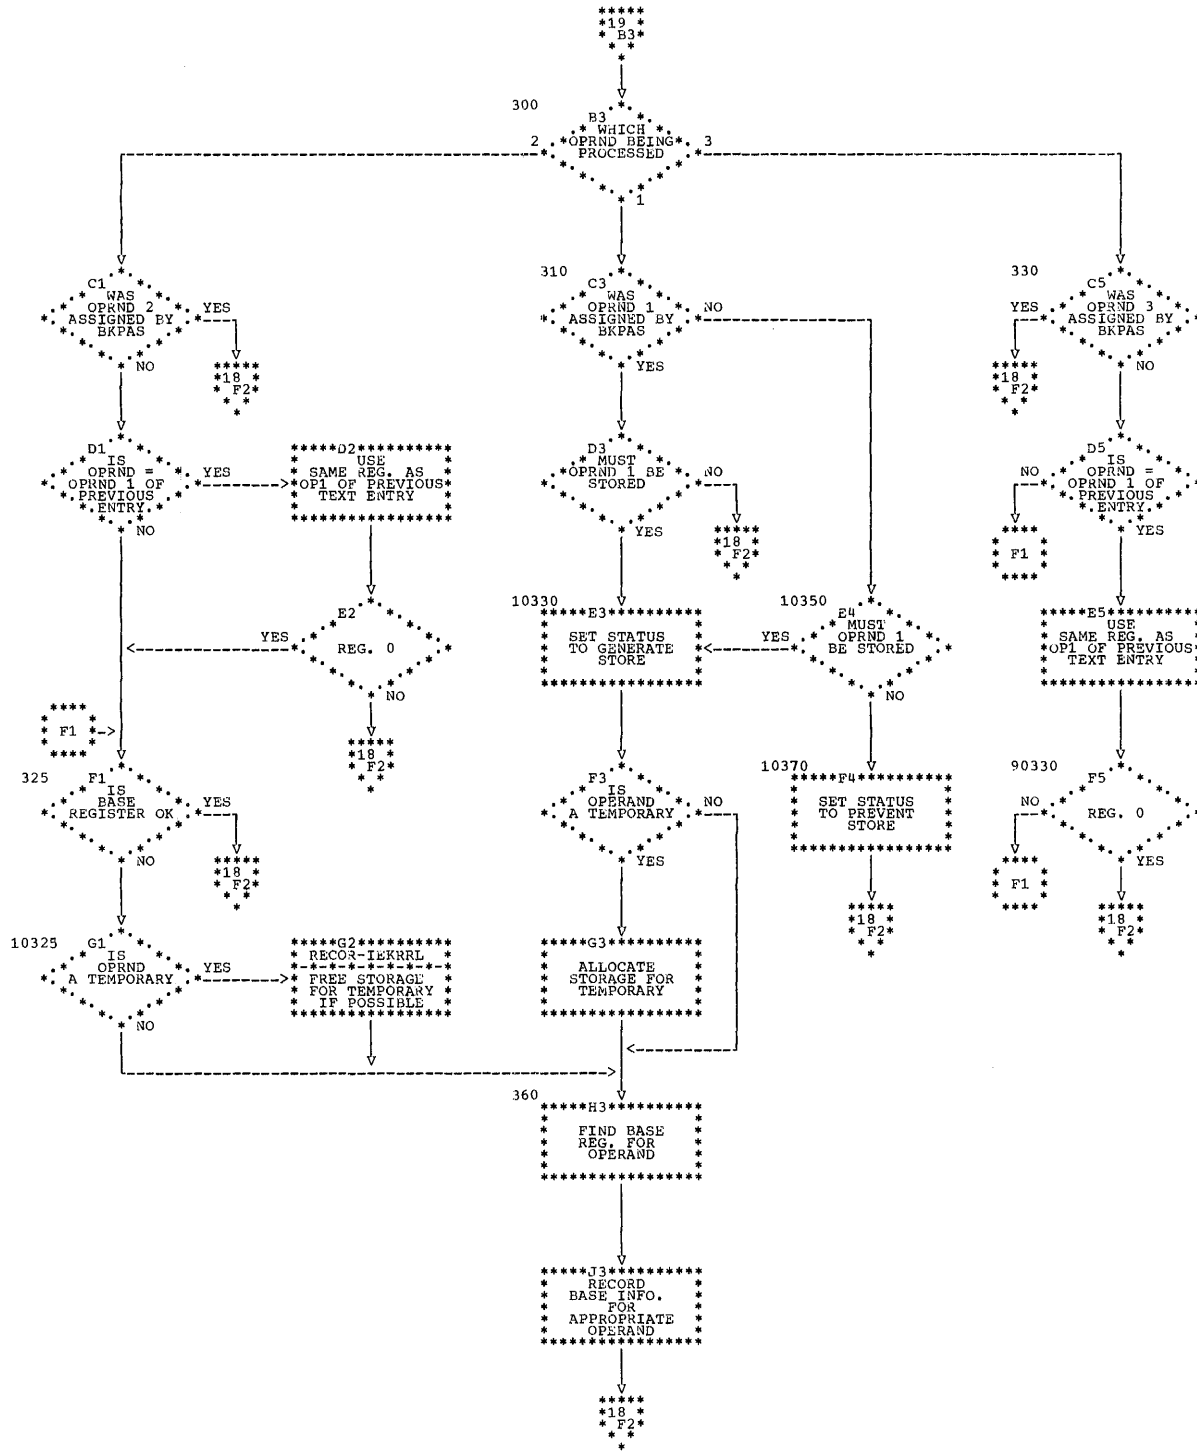 19
B3
300
B3
WHICH
OPRND BEING
PROCESSED
2
3
1
C1
WAS
OPRND 2
ASSIGNED BY
BKPAS
YES
NO
18
F2
310
C3
WAS
OPRND 1
ASSIGNED BY
BKPAS
NO
YES
330
C5
WAS
OPRND 3
ASSIGNED BY
BKPAS
YES
NO
18
F2
D1
IS
OPRND =
OPRND 1 OF
PREVIOUS
ENTRY
YES
NO
D2
USE
SAME REG. AS
OP1 OF PREVIOUS
TEXT ENTRY
D3
MUST
OPRND 1 BE
STORED
NO
YES
18
F2
D5
IS
OPRND =
OPRND 1 OF
PREVIOUS
ENTRY
NO
YES
F1
E2
REG. 0
YES
NO
18
F2
10330
E3
SET STATUS
TO GENERATE
STORE
10350
E4
MUST
OPRND 1
BE STORED
YES
NO
E5
USE
SAME REG. AS
OP1 OF PREVIOUS
TEXT ENTRY
F1
325
F1
IS
BASE
REGISTER OK
YES
NO
18
F2
F3
IS
OPERAND
A TEMPORARY
NO
YES
10370
F4
SET STATUS
TO PREVENT
STORE
18
F2
90330
F5
REG. 0
NO
YES
F1
18
F2
10325
G1
IS
OPRND
A TEMPORARY
YES
NO
G2
RECOR-IEKRRL
FREE STORAGE
FOR TEMPORARY
IF POSSIBLE
G3
ALLOCATE
STORAGE FOR
TEMPORARY
360
H3
FIND BASE
REG. FOR
OPERAND
J3
RECORD
BASE INFO.
FOR
APPROPRIATE
OPERAND
18
F2